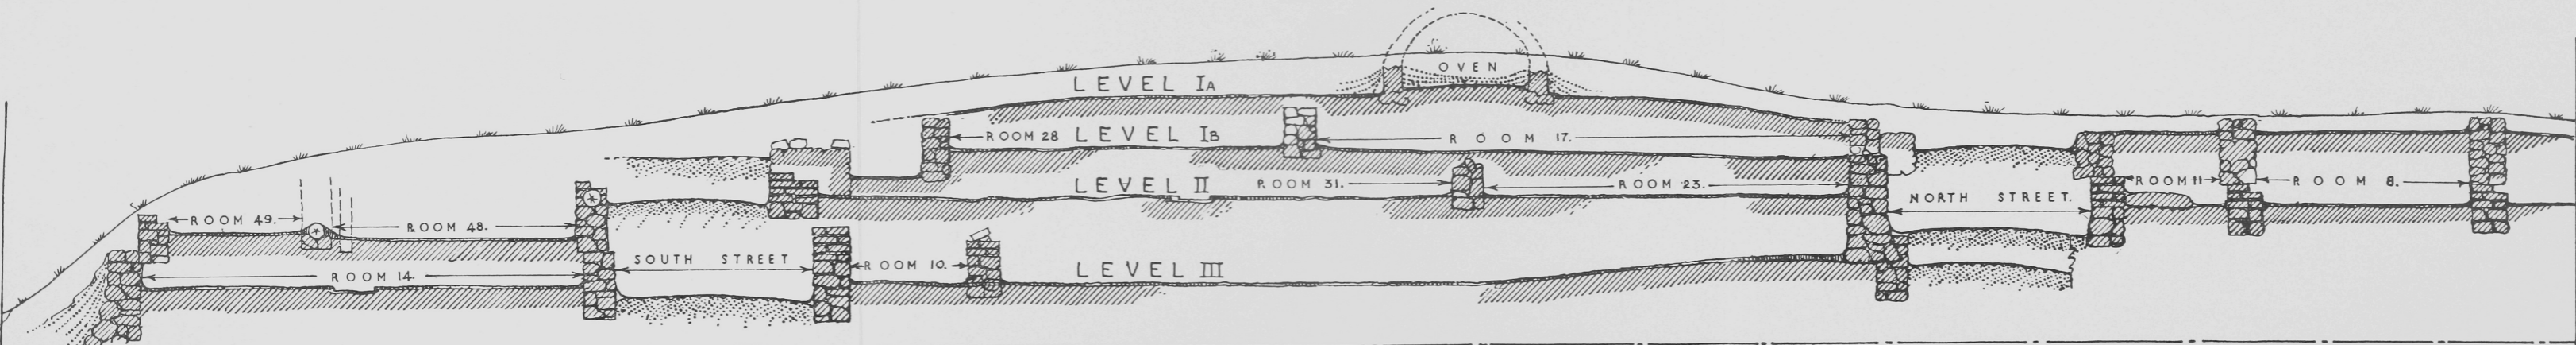 OVEN
LEVEL IA
ROOM 28
LEVEL IB
ROOM 17.
LEVEL II
ROOM 31.
ROOM 23.
ROOM 11
ROOM 8.
NORTH STREET.
ROOM 49.
ROOM 48.
SOUTH STREET
ROOM 10.
LEVEL III
ROOM 14